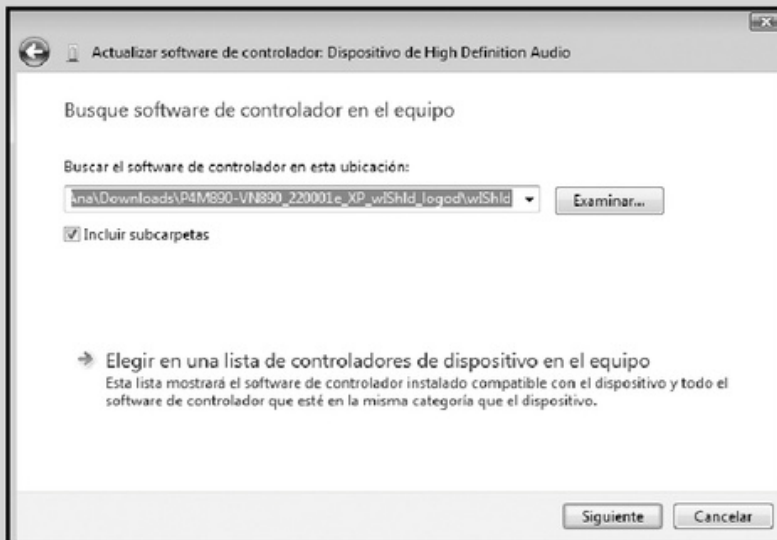 Actualizar software de controlador: Dispositivo de High Definition Audio
Busque software de controlador en el equipo
Buscar el software de controlador en esta ubicación:
Ana\Downloads\P4M890-VN890_220001e_XP_wIShId_logod\wIShId
Examinar...
Incluir subcarpetas
Elegir en una lista de controladores de dispositivo en el equipo
Esta lista mostrará el software de controlador instalado compatible con el dispositivo y todo el
software de controlador que esté en la misma categoría que el dispositivo.
Siguiente Cancelar